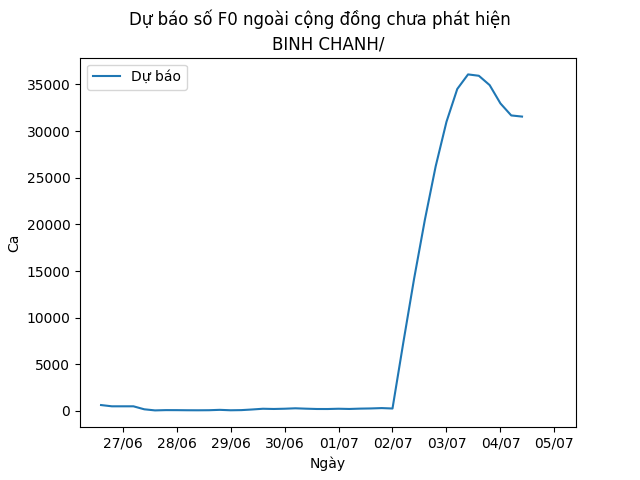 Dự báo số F0 ngoài cộng đồng chưa phát hiện
BINH CHANH/
Dự báo
35000
30000
25000
20000
15000
10000
5000
0
Ca
27/06 28/06 29/06 30/06 01/07 02/07 03/07 04/07 05/07
Ngày